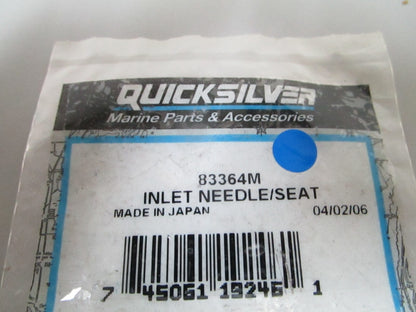 QUICKSILVER
Marine Parts & Accessories
83364M
INLET NEEDLE/SEAT
MADE IN JAPAN 04/02/06
7 45061 19246 1